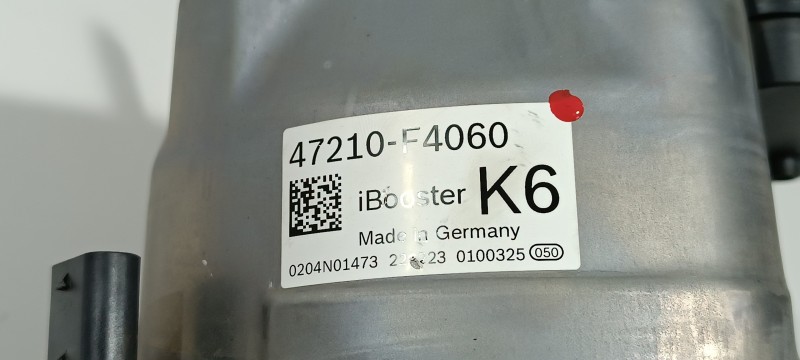 47210-F4060
iBooster K6
Made in Germany
0204N01473 0100325 050